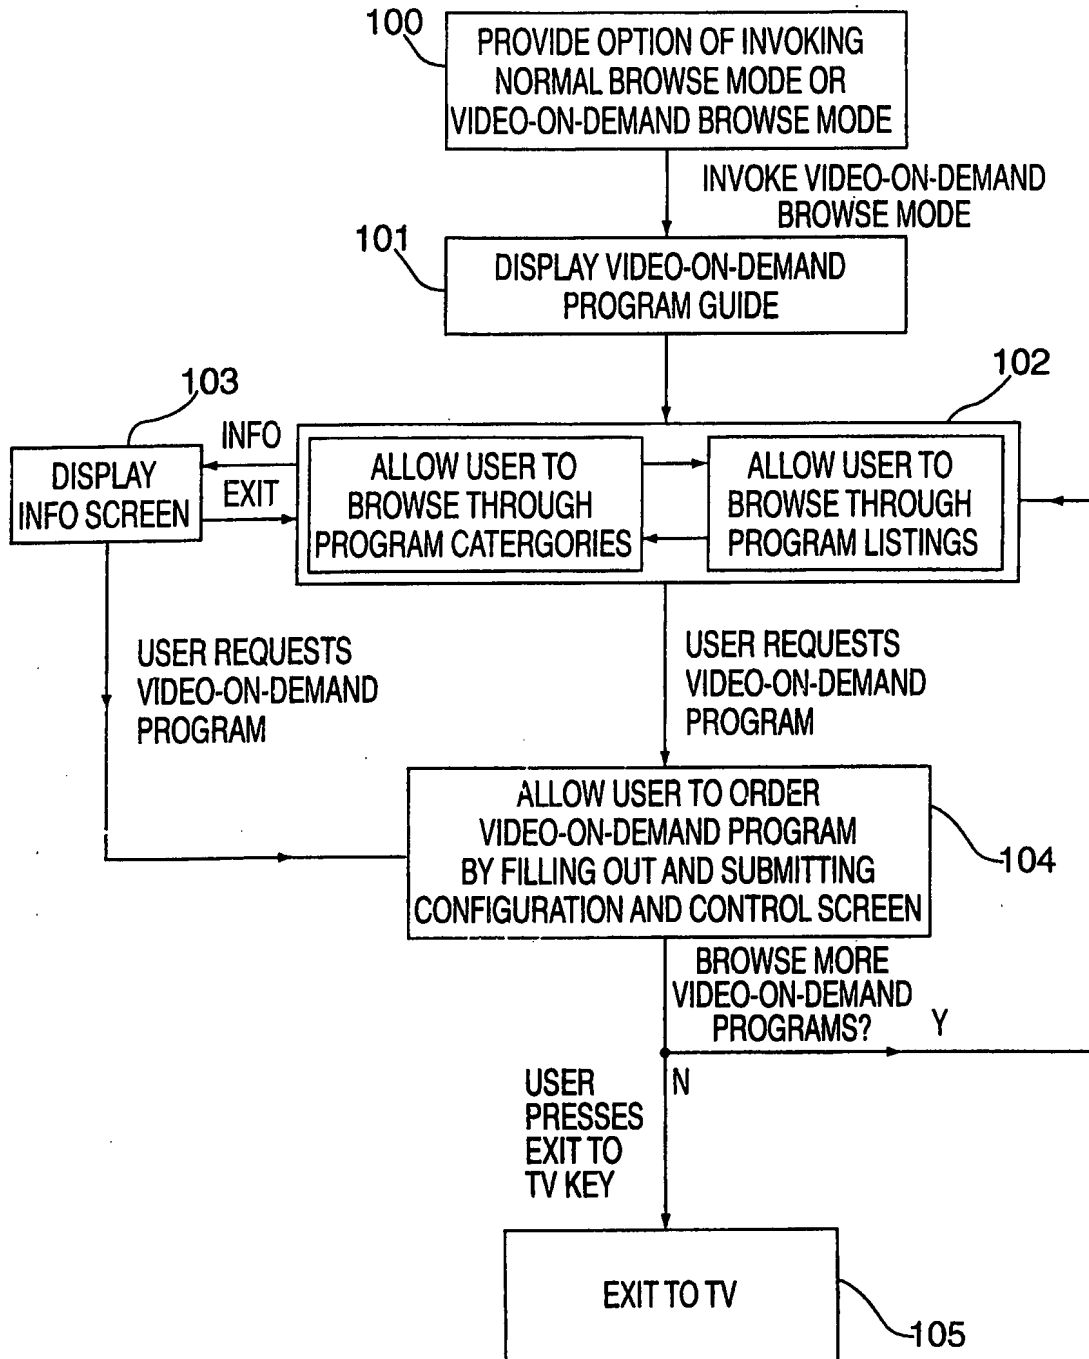 100
PROVIDE OPTION OF INVOKING
NORMAL BROWSE MODE OR
VIDEO-ON-DEMAND BROWSE MODE
INVOKE VIDEO-ON-DEMAND
BROWSE MODE
101
DISPLAY VIDEO-ON-DEMAND
PROGRAM GUIDE
102
103
INFO
EXIT
DISPLAY
INFO SCREEN
ALLOW USER TO
BROWSE THROUGH
PROGRAM CATERGORIES
ALLOW USER TO
BROWSE THROUGH
PROGRAM LISTINGS
USER REQUESTS
VIDEO-ON-DEMAND
PROGRAM
USER REQUESTS
VIDEO-ON-DEMAND
PROGRAM
ALLOW USER TO ORDER
VIDEO-ON-DEMAND PROGRAM
BY FILLING OUT AND SUBMITTING
CONFIGURATION AND CONTROL SCREEN
104
BROWSE MORE
VIDEO-ON-DEMAND
PROGRAMS?
Y
N
USER
PRESSES
EXIT TO
TV KEY
EXIT TO TV
105